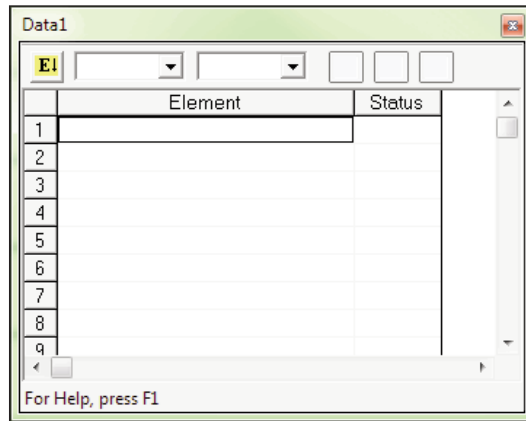 Data1
E↓
Element Status
1
2
3
4
5
6
7
8
9
For Help, press F1